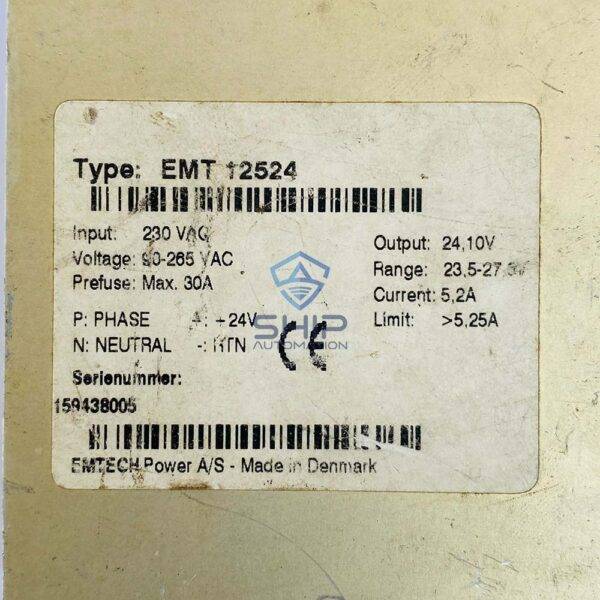 Type: EMT 12524
Input: 230 VAC
Voltage: 90-265 VAC
Prefuse: Max. 30A
Output: 24,10V
Range: 23,5-27,
Current: 5,2A
Limit: >5,25A
P: PHASE +: +24V
N: NEUTRAL -: RTN
CE
SHIP
AUTOMATION
Serienummer:
159438005
EMTECH Power A/S - Made in Denmark